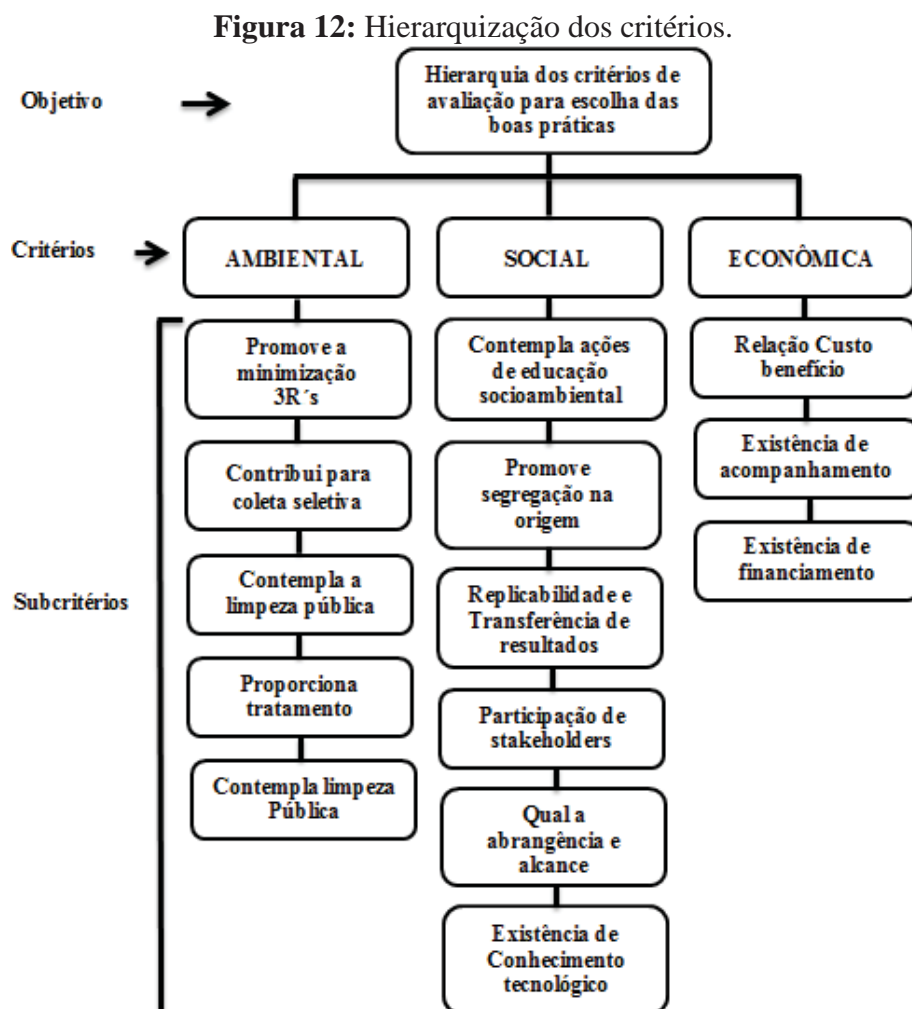 Figura 12: Hierarquização dos critérios.
Objetivo
Hierarquia dos critérios de
avaliação para escolha das
boas práticas
Critérios
AMBIENTAL
SOCIAL
ECONÔMICA
Subcritérios
Promove a
minimização
3R´s
Contribui para
coleta seletiva
Contempla a
limpeza pública
Proporciona
tratamento
Contempla limpeza
Pública
Contempla ações
de educação
socioambiental
Promove
segregação na
origem
Replicabilidade e
Transferência de
resultados
Participação de
stakeholders
Qual a
abrangência e
alcance
Existência de
Conhecimento
tecnológico
Relação Custo
benefício
Existência de
acompanhamento
Existência de
financiamento